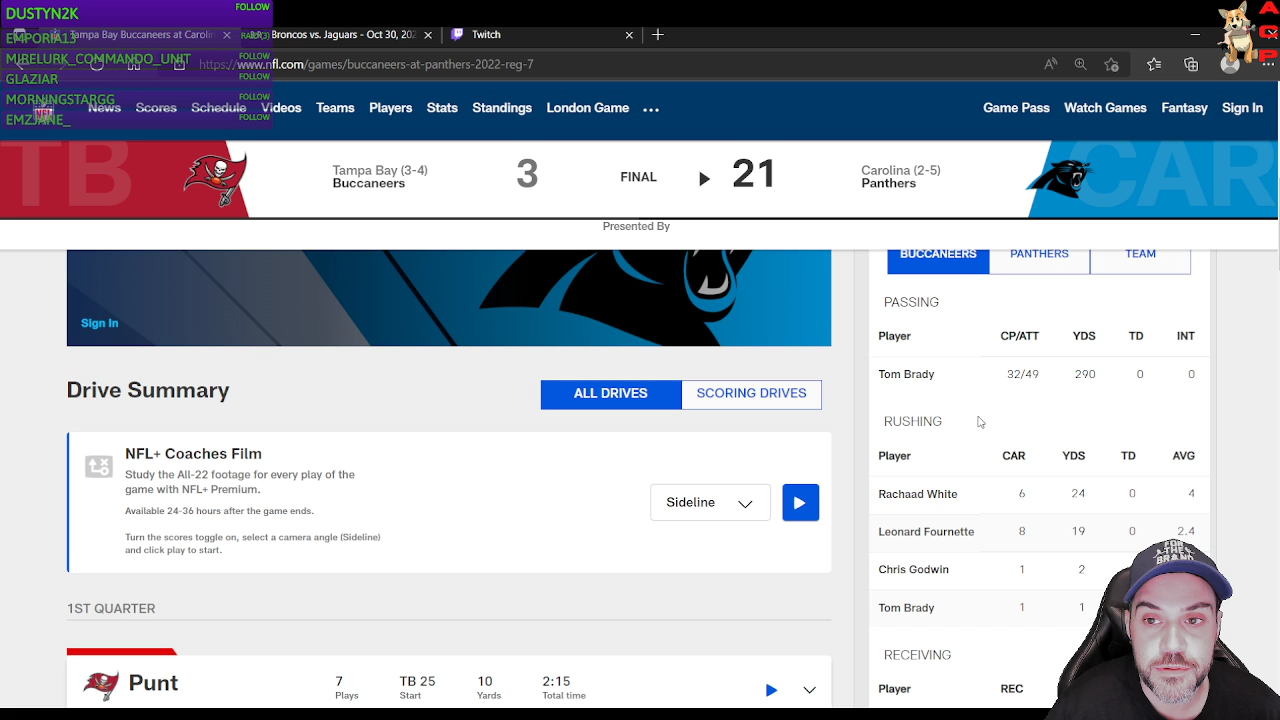 DUSTYN2K FOLLOW
EMPORIA13 RAID(3)
MIRELURK_COMMANDO_UNIT FOLLOW
GLAZIAR FOLLOW
MORNINGSTARGG FOLLOW
EMZJANE_ FOLLOW
ACP
Tampa Bay Buccaneers at Carolin
Broncos vs. Jaguars - Oct 30, 202
Twitch
https://www.nfl.com/games/buccaneers-at-panthers-2022-reg-7
News Scores Schedule Videos Teams Players Stats Standings London Game ... Game Pass Watch Games Fantasy Sign In
TB
Tampa Bay (3-4)
Buccaneers
3
FINAL
21
Carolina (2-5)
Panthers
CAR
Presented By
BUCCANEERS PANTHERS TEAM
Sign In
PASSING
Player CP/ATT YDS TD INT
Tom Brady 32/49 290 0 0
RUSHING
Player CAR YDS TD AVG
Rachaad White 6 24 0 4
Leonard Fournette 8 19 0 2.4
Chris Godwin 1 2
Tom Brady 1 1
RECEIVING
Player REC
Drive Summary
ALL DRIVES SCORING DRIVES
NFL+ Coaches Film
Study the All-22 footage for every play of the
game with NFL+ Premium.
Available 24-36 hours after the game ends.
Turn the scores toggle on, select a camera angle (Sideline)
and click play to start.
Sideline
1ST QUARTER
Punt
7 TB 25 10 2:15
Plays Start Yards Total time
THE
BRAND